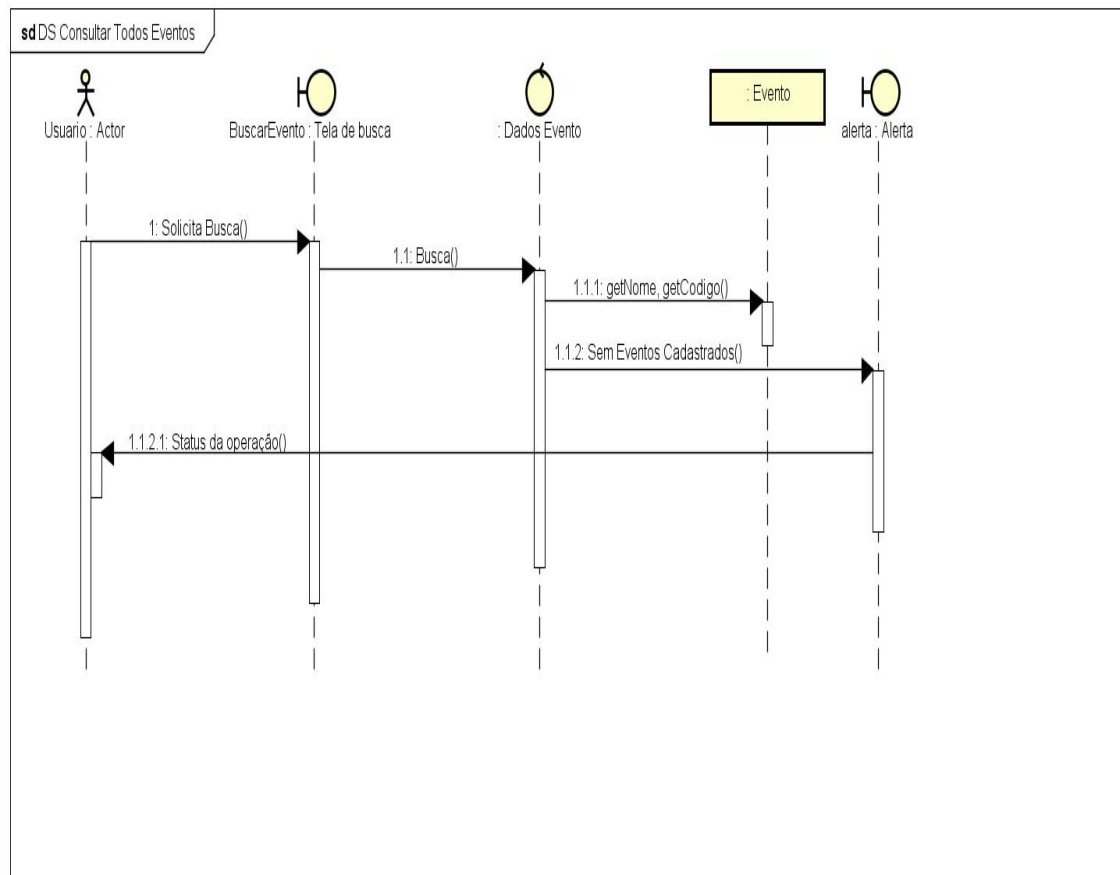 sd DS Consultar Todos Eventos
Usuario : Actor
BuscarEvento : Tela de busca
: Dados Evento
: Evento
alerta : Alerta
1: Solicita Busca()
1.1: Busca()
1.1.1: getNome, getCodigo()
1.1.2: Sem Eventos Cadastrados()
1.1.2.1: Status da operação()